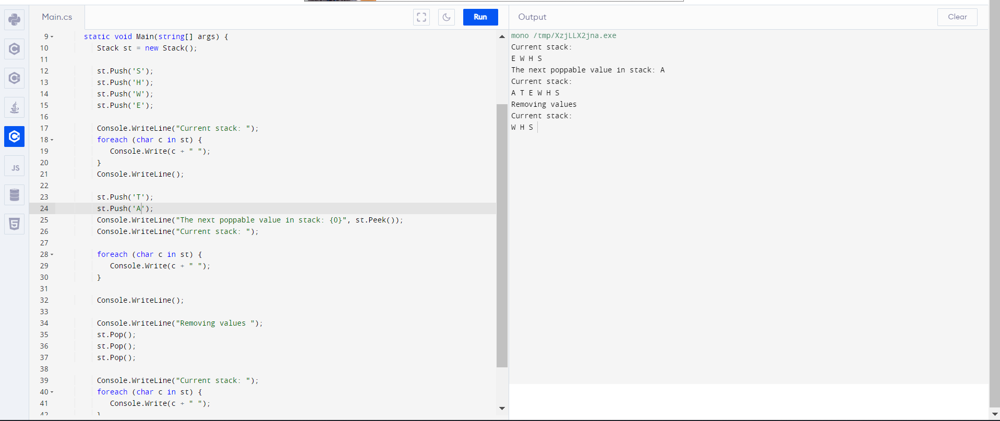 Main.cs
Run
Output
Clear
JS
9 static void Main(string[] args) {
10 Stack st = new Stack();
11
12 st.Push('S');
13 st.Push('H');
14 st.Push('W');
15 st.Push('E');
16
17 Console.WriteLine("Current stack: ");
18 foreach (char c in st) {
19 Console.Write(c + " ");
20 }
21 Console.WriteLine();
22
23 st.Push('T');
24 st.Push('A');
25 Console.WriteLine("The next poppable value in stack: {0}", st.Peek());
26 Console.WriteLine("Current stack: ");
27
28 foreach (char c in st) {
29 Console.Write(c + " ");
30 }
31
32 Console.WriteLine();
33
34 Console.WriteLine("Removing values ");
35 st.Pop();
36 st.Pop();
37 st.Pop();
38
39 Console.WriteLine("Current stack: ");
40 foreach (char c in st) {
41 Console.Write(c + " ");
42 }
mono /tmp/XzjLLX2jna.exe
Current stack:
E W H S
The next poppable value in stack: A
Current stack:
A T E W H S
Removing values
Current stack:
W H S